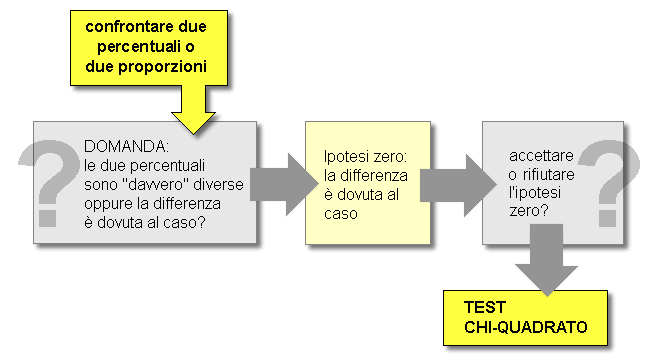 confrontare due
percentuali o
due proporzioni
?
DOMANDA:
le due percentuali
sono "davvero" diverse
oppure la differenza
è dovuta al caso?
Ipotesi zero:
la differenza
è dovuta al
caso
accettare
o rifiutare
l'ipotesi
zero?
?
TEST
CHI-QUADRATO